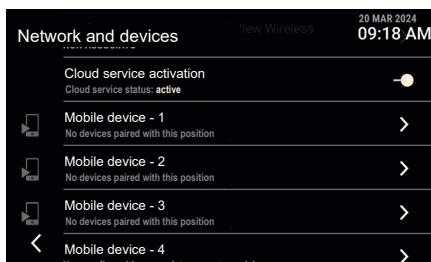 20 MAR 2024
Network and devices
View Wireless
09:18 AM
Cloud service activation
Cloud service status: active
Mobile device - 1
No devices paired with this position
Mobile device - 2
No devices paired with this position
Mobile device - 3
No devices paired with this position
Mobile device - 4